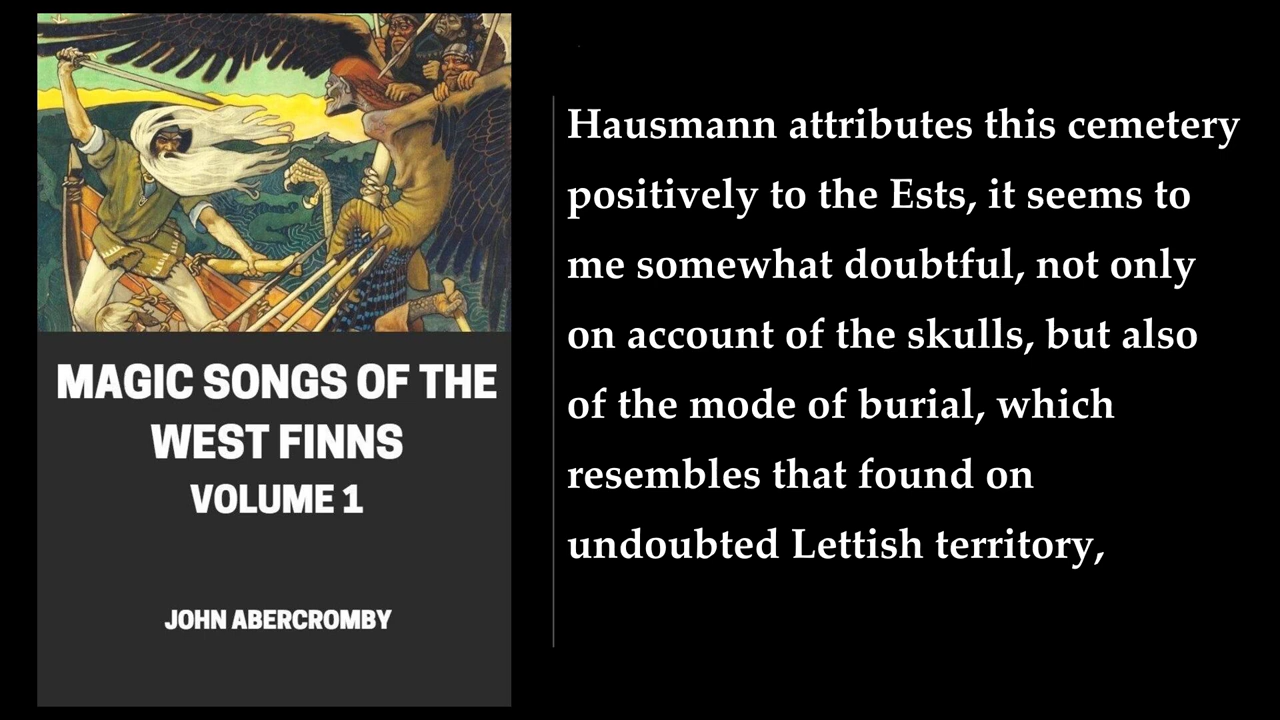 MAGIC SONGS OF THE
WEST FINNS
VOLUME 1
JOHN ABERCROMBY
Hausmann attributes this cemetery
positively to the Ests, it seems to
me somewhat doubtful, not only
on account of the skulls, but also
of the mode of burial, which
resembles that found on
undoubted Lettish territory,